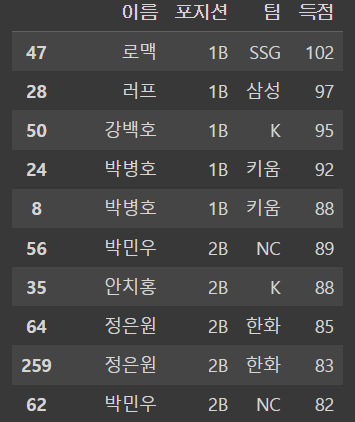 이름 포지션 팀 득점
47 로맥 1B SSG 102
28 러프 1B 삼성 97
50 강백호 1B K 95
24 박병호 1B 키움 92
8 박병호 1B 키움 88
56 박민우 2B NC 89
35 안치홍 2B K 88
64 정은원 2B 한화 85
259 정은원 2B 한화 83
62 박민우 2B NC 82